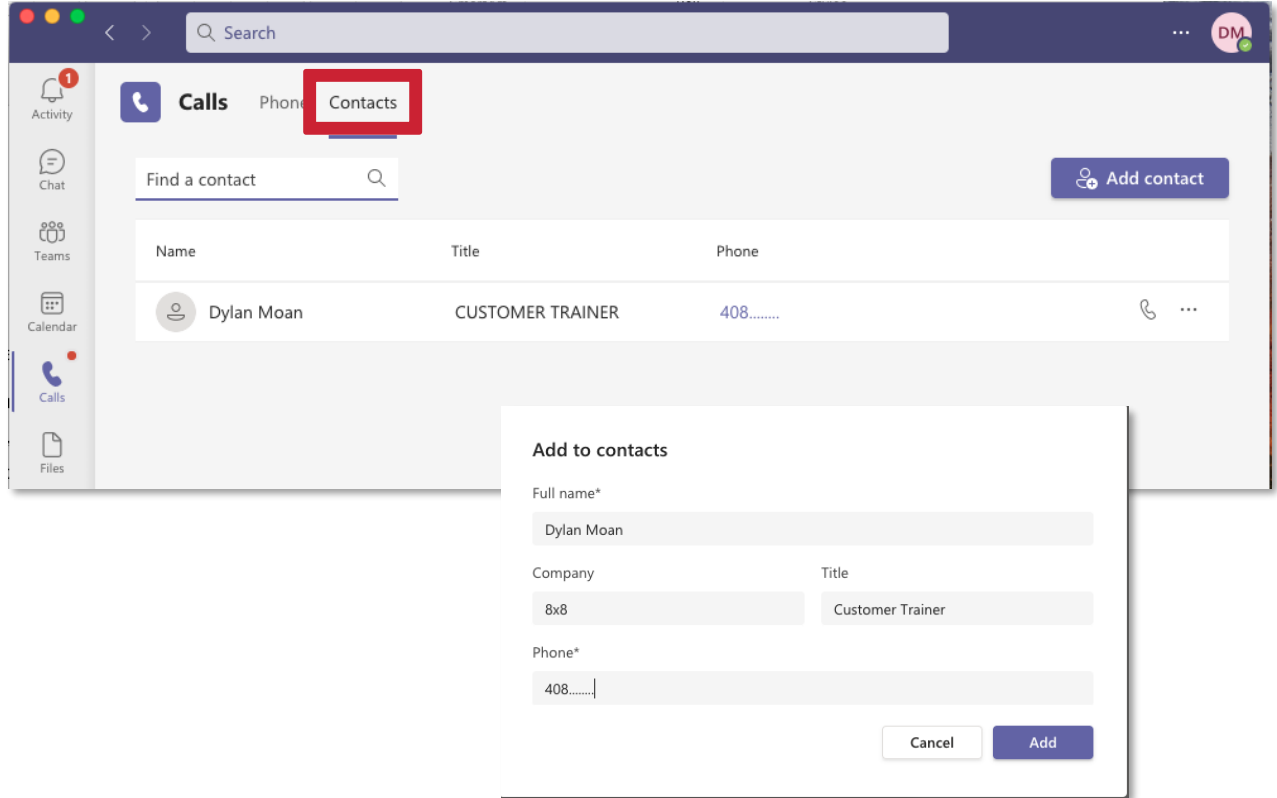 Search
DM
1
Activity
Calls Phone Contacts
Chat
Find a contact
Add contact
Teams
Name Title Phone
Calendar
Dylan Moan CUSTOMER TRAINER 408........
Calls
Files
Add to contacts
Full name*
Dylan Moan
Company Title
8x8 Customer Trainer
Phone*
408........
Cancel Add